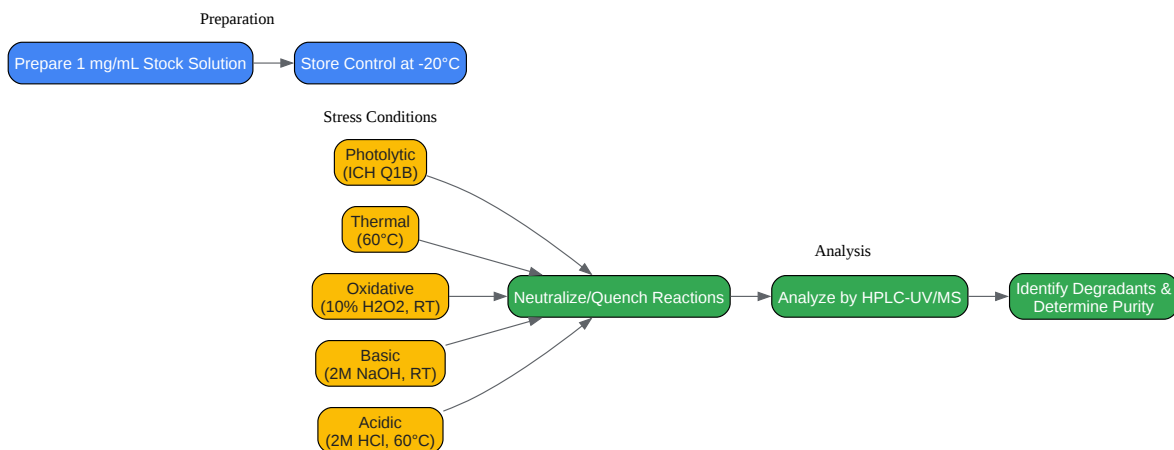 Preparation
Prepare 1 mg/mL Stock Solution
Store Control at -20°C
Stress Conditions
Photolytic
(ICH Q1B)
Thermal
(60°C)
Oxidative
(10% H2O2, RT)
Basic
(2M NaOH, RT)
Acidic
(2M HCl, 60°C)
Neutralize/Quench Reactions
Analysis
Analyze by HPLC-UV/MS
Identify Degradants &
Determine Purity